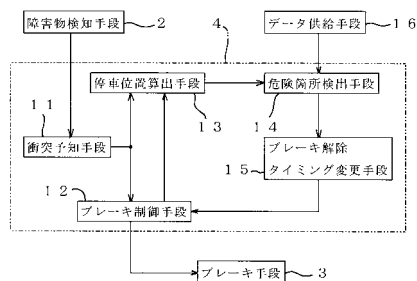 障害物検知手段
2
4
データ供給手段
１６
停車位置算出手段
危険箇所検出手段
１１
１３
１４
衝突予知手段
ブレーキ解除
タイミング変更手段
１５
１２
ブレーキ制御手段
ブレーキ手段
3